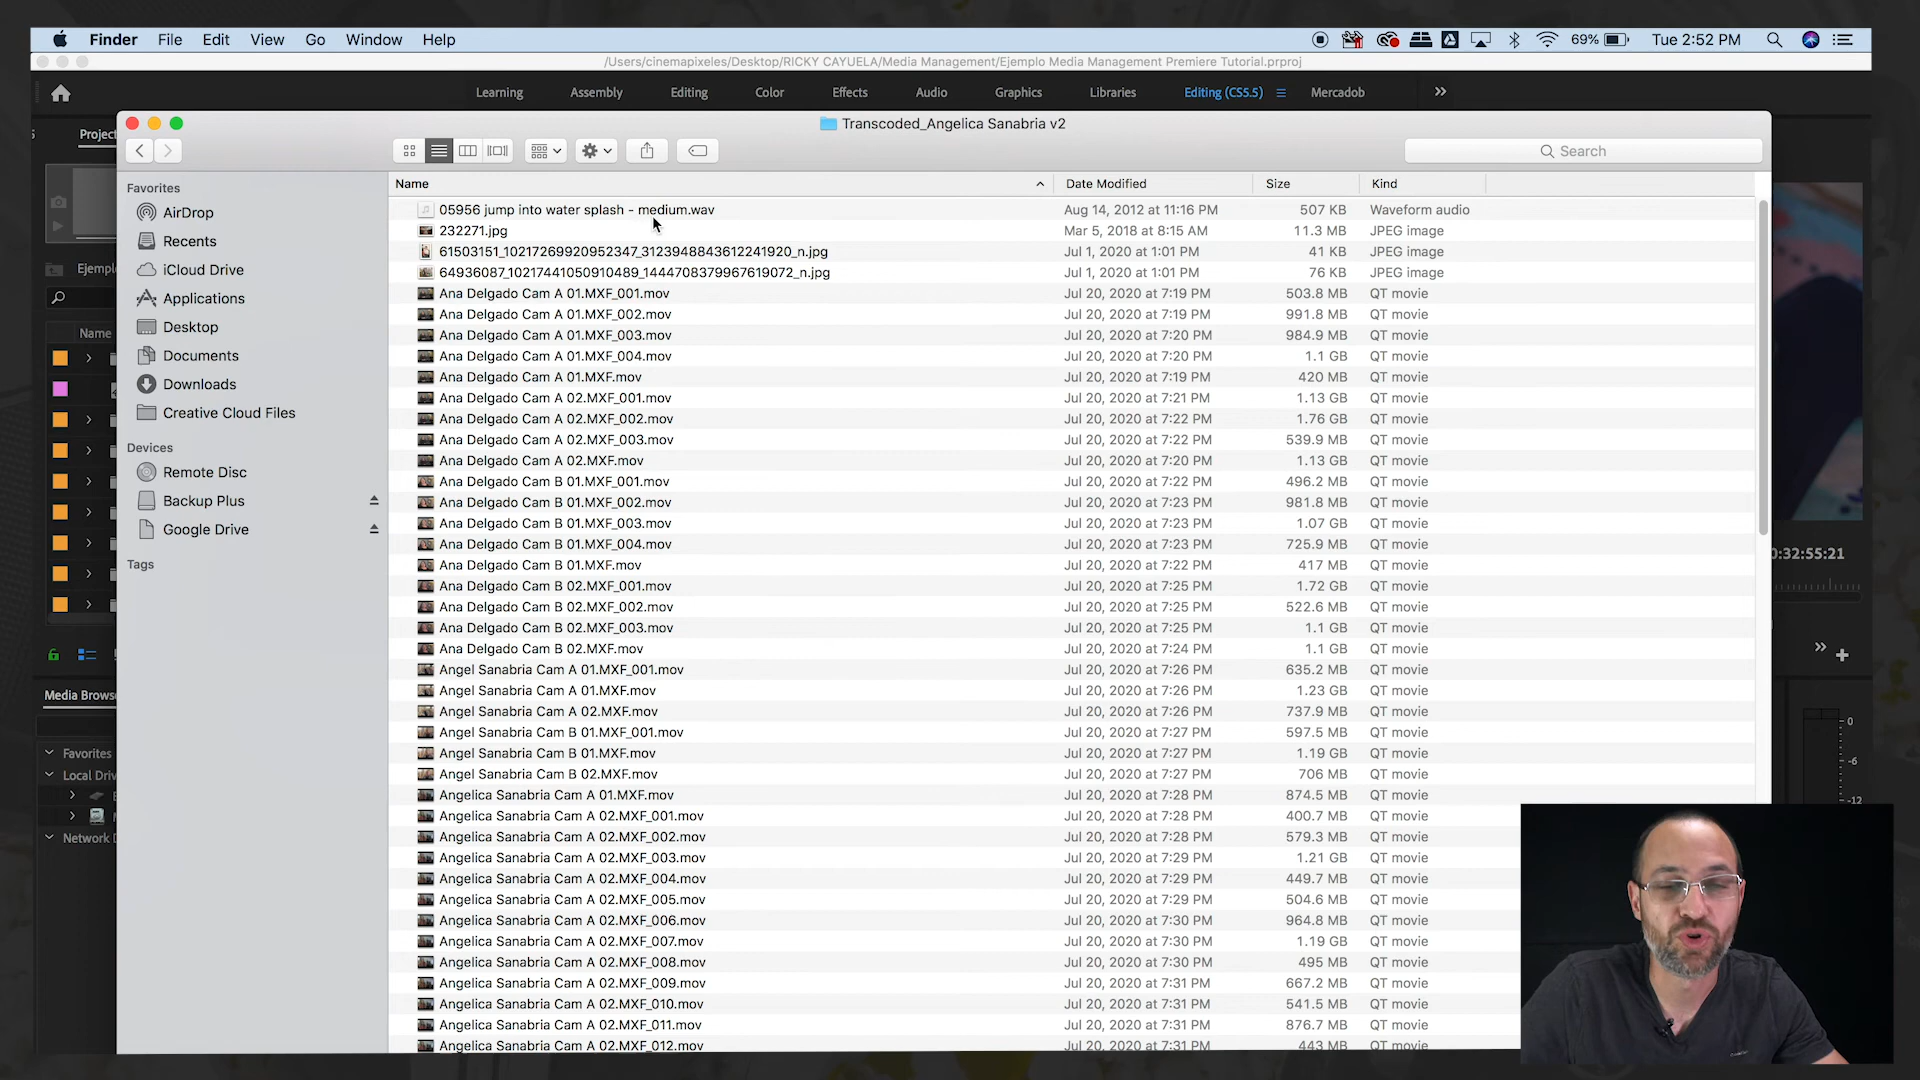 Finder File Edit View Go Window Help 69% Tue 2:52 PM
/Users/cinemapixeles/Desktop/RICKY CAYUELA/Media Management/Ejemplo Media Management Premiere Tutorial.prproj
Learning Assembly Editing Color Effects Audio Graphics Libraries Editing (CS5.5) Mercadob
Transcoded_Angelica Sanabria v2
Search
Name Date Modified Size Kind
05956 jump into water splash - medium.wav Aug 14, 2012 at 11:16 PM 507 KB Waveform audio
232271.jpg Mar 5, 2018 at 8:15 AM 11.3 MB JPEG image
61503151_10217269920952347_3123948843612241920_n.jpg Jul 1, 2020 at 1:01 PM 41 KB JPEG image
64936087_10217441050910489_1444708379967619072_n.jpg Jul 1, 2020 at 1:01 PM 76 KB JPEG image
Ana Delgado Cam A 01.MXF_001.mov Jul 20, 2020 at 7:19 PM 503.8 MB QT movie
Ana Delgado Cam A 01.MXF_002.mov Jul 20, 2020 at 7:19 PM 991.8 MB QT movie
Ana Delgado Cam A 01.MXF_003.mov Jul 20, 2020 at 7:20 PM 984.9 MB QT movie
Ana Delgado Cam A 01.MXF_004.mov Jul 20, 2020 at 7:20 PM 1.1 GB QT movie
Ana Delgado Cam A 01.MXF.mov Jul 20, 2020 at 7:19 PM 420 MB QT movie
Ana Delgado Cam A 02.MXF_001.mov Jul 20, 2020 at 7:21 PM 1.13 GB QT movie
Ana Delgado Cam A 02.MXF_002.mov Jul 20, 2020 at 7:22 PM 1.76 GB QT movie
Ana Delgado Cam A 02.MXF_003.mov Jul 20, 2020 at 7:22 PM 539.9 MB QT movie
Ana Delgado Cam A 02.MXF.mov Jul 20, 2020 at 7:20 PM 1.13 GB QT movie
Ana Delgado Cam B 01.MXF_001.mov Jul 20, 2020 at 7:22 PM 496.2 MB QT movie
Ana Delgado Cam B 01.MXF_002.mov Jul 20, 2020 at 7:23 PM 981.8 MB QT movie
Ana Delgado Cam B 01.MXF_003.mov Jul 20, 2020 at 7:23 PM 1.07 GB QT movie
Ana Delgado Cam B 01.MXF_004.mov Jul 20, 2020 at 7:23 PM 725.9 MB QT movie
Ana Delgado Cam B 01.MXF.mov Jul 20, 2020 at 7:22 PM 417 MB QT movie
Ana Delgado Cam B 02.MXF_001.mov Jul 20, 2020 at 7:25 PM 1.72 GB QT movie
Ana Delgado Cam B 02.MXF_002.mov Jul 20, 2020 at 7:25 PM 522.6 MB QT movie
Ana Delgado Cam B 02.MXF_003.mov Jul 20, 2020 at 7:25 PM 1.1 GB QT movie
Ana Delgado Cam B 02.MXF.mov Jul 20, 2020 at 7:24 PM 1.1 GB QT movie
Angel Sanabria Cam A 01.MXF_001.mov Jul 20, 2020 at 7:26 PM 635.2 MB QT movie
Angel Sanabria Cam A 01.MXF.mov Jul 20, 2020 at 7:26 PM 1.23 GB QT movie
Angel Sanabria Cam A 02.MXF.mov Jul 20, 2020 at 7:26 PM 737.9 MB QT movie
Angel Sanabria Cam B 01.MXF_001.mov Jul 20, 2020 at 7:27 PM 597.5 MB QT movie
Angel Sanabria Cam B 01.MXF.mov Jul 20, 2020 at 7:27 PM 1.19 GB QT movie
Angel Sanabria Cam B 02.MXF.mov Jul 20, 2020 at 7:27 PM 706 MB QT movie
Angelica Sanabria Cam A 01.MXF.mov Jul 20, 2020 at 7:28 PM 874.5 MB QT movie
Angelica Sanabria Cam A 02.MXF_001.mov Jul 20, 2020 at 7:28 PM 400.7 MB QT movie
Angelica Sanabria Cam A 02.MXF_002.mov Jul 20, 2020 at 7:28 PM 579.3 MB QT movie
Angelica Sanabria Cam A 02.MXF_003.mov Jul 20, 2020 at 7:29 PM 1.21 GB QT movie
Angelica Sanabria Cam A 02.MXF_004.mov Jul 20, 2020 at 7:29 PM 449.7 MB QT movie
Angelica Sanabria Cam A 02.MXF_005.mov Jul 20, 2020 at 7:29 PM 504.6 MB QT movie
Angelica Sanabria Cam A 02.MXF_006.mov Jul 20, 2020 at 7:30 PM 964.8 MB QT movie
Angelica Sanabria Cam A 02.MXF_007.mov Jul 20, 2020 at 7:30 PM 1.19 GB QT movie
Angelica Sanabria Cam A 02.MXF_008.mov Jul 20, 2020 at 7:30 PM 495 MB QT movie
Angelica Sanabria Cam A 02.MXF_009.mov Jul 20, 2020 at 7:31 PM 667.2 MB QT movie
Angelica Sanabria Cam A 02.MXF_010.mov Jul 20, 2020 at 7:31 PM 541.5 MB QT movie
Angelica Sanabria Cam A 02.MXF_011.mov Jul 20, 2020 at 7:31 PM 876.7 MB QT movie
Angelica Sanabria Cam A 02.MXF_012.mov Jul 20, 2020 at 7:31 PM 443 MB QT movie
Favorites
AirDrop
Recents
iCloud Drive
Applications
Desktop
Documents
Downloads
Creative Cloud Files
Devices
Remote Disc
Backup Plus
Google Drive
Tags
5 Project
Ejempl
Name
Media Brows
Favorites
Local Driv
Network D
0:32:55:21
0
-6
-12